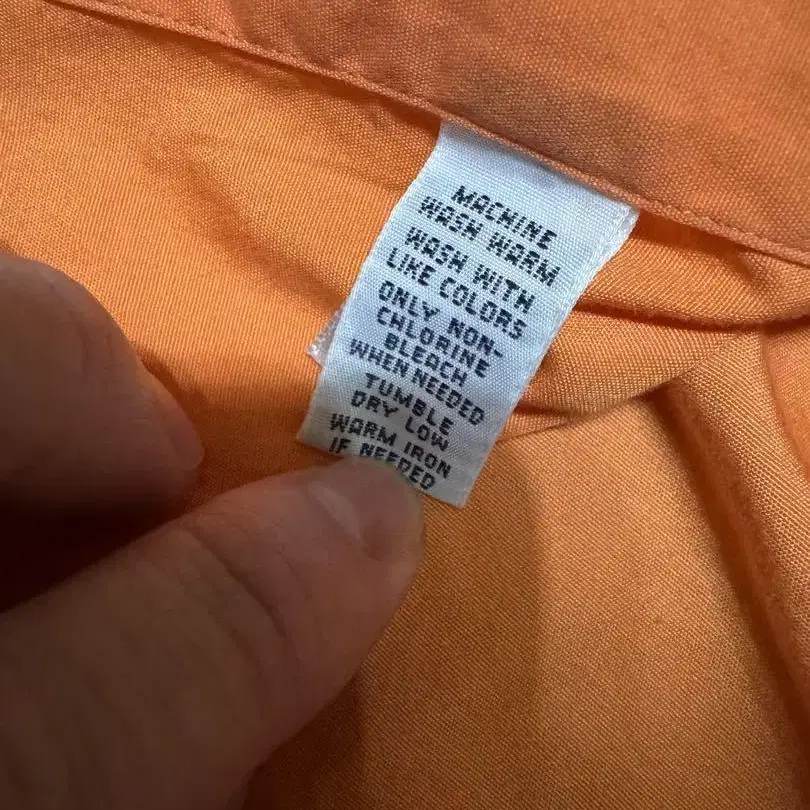 MACHINE
WASH WARM
WASH WITH
LIKE COLORS
ONLY NON-
CHLORINE
BLEACH
WHEN NEEDED
TUMBLE
DRY LOW
WARM IRON
IF NEEDED